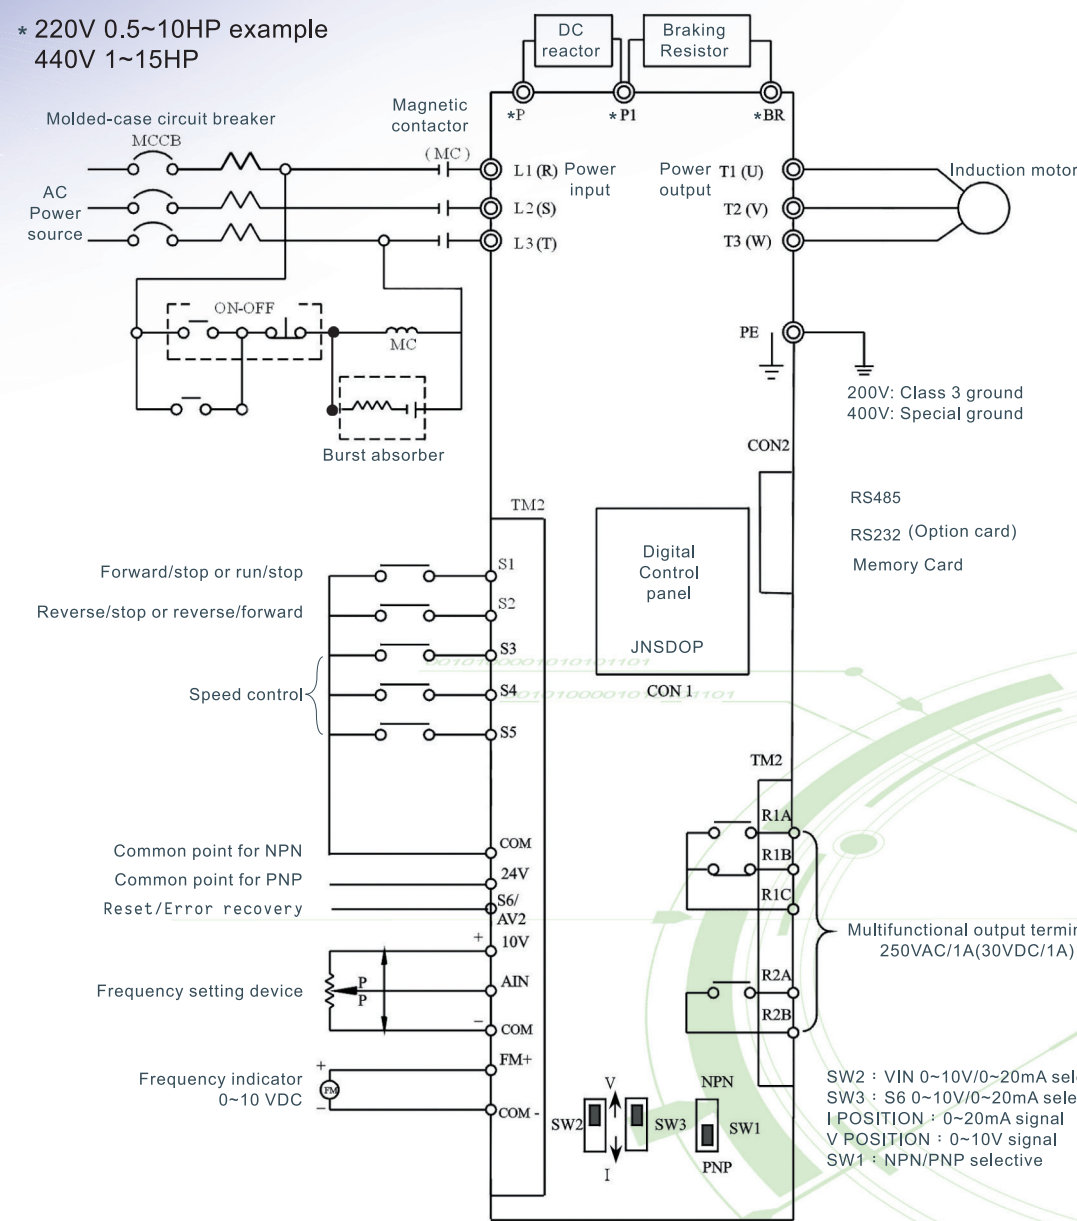 * 220V 0.5~10HP example
440V 1~15HP
DC
reactor
Braking
Resistor
*P
*P1
*BR
Molded-case circuit breaker
MCCB
Magnetic
contactor
(MC)
AC
Power
source
L1 (R)
L2 (S)
L3 (T)
Power
input
Power
output
T1 (U)
T2 (V)
T3 (W)
Induction motor
ON-OFF
MC
Burst absorber
PE
200V: Class 3 ground
400V: Special ground
CON2
RS485
RS232 (Option card)
Memory Card
TM2
Digital
Control
panel
JNSDOP
CON 1
Forward/stop or run/stop
S1
Reverse/stop or reverse/forward
S2
S3
Speed control
S4
S5
TM2
R1A
R1B
R1C
R2A
R2B
Multifunctional output termin
250VAC/1A(30VDC/1A)
Common point for NPN
COM
Common point for PNP
24V
Reset/Error recovery
S6/
AV2
+
10V
Frequency setting device
P
P
AIN
−
COM
FM+
Frequency indicator
0~10 VDC
+
FM
−
COM -
V
SW2
SW3
I
NPN
SW1
PNP
SW2 : VIN 0~10V/0~20mA sele
SW3 : S6 0~10V/0~20mA sele
I POSITION : 0~20mA signal
V POSITION : 0~10V signal
SW1 : NPN/PNP selective